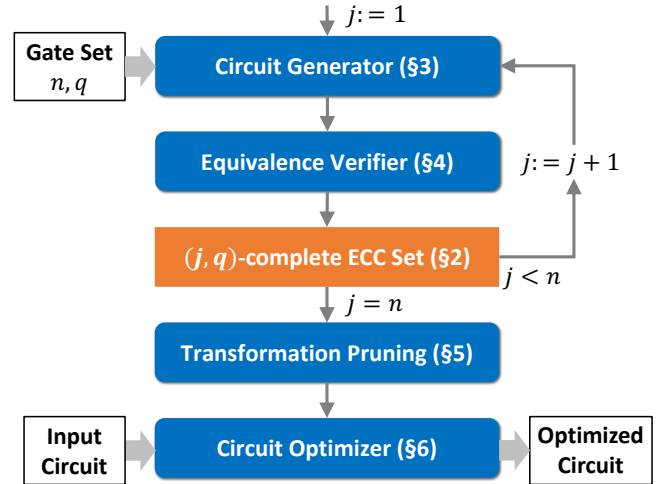 j:= 1
Gate Set
n, q
Circuit Generator (§3)
Equivalence Verifier (§4)
j:= j + 1
(j, q)-complete ECC Set (§2)
j < n
j = n
Transformation Pruning (§5)
Input
Circuit
Circuit Optimizer (§6)
Optimized
Circuit